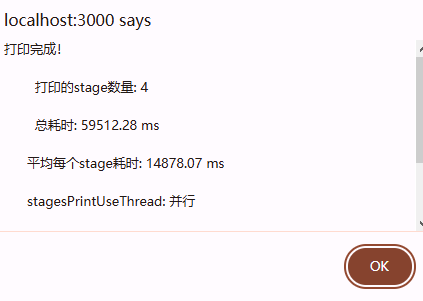 localhost:3000 says
打印完成!
打印的stage数量: 4
总耗时: 59512.28 ms
平均每个stage耗时: 14878.07 ms
stagesPrintUseThread: 并行
OK